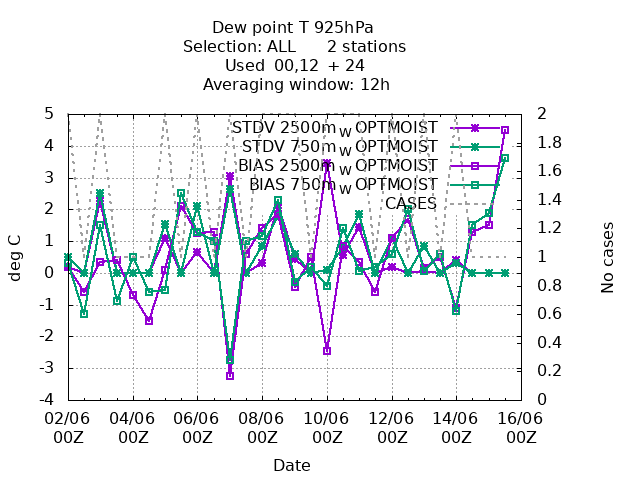 Dew point T 925hPa
Selection: ALL 2 stations
Used 00,12 + 24
Averaging window: 12h
deg C
5
4
3
2
1
0
-1
-2
-3
-4
STDV 2500m_W OPTMOIST
STDV 750m_W OPTMOIST
BIAS 2500m_W OPTMOIST
BIAS 750m_W OPTMOIST
CASES
2
1.8
1.6
1.4
1.2
1
0.8
0.6
0.4
0.2
0
No cases
02/06 04/06 06/06 08/06 10/06 12/06 14/06 16/06
00Z 00Z 00Z 00Z 00Z 00Z 00Z 00Z
Date